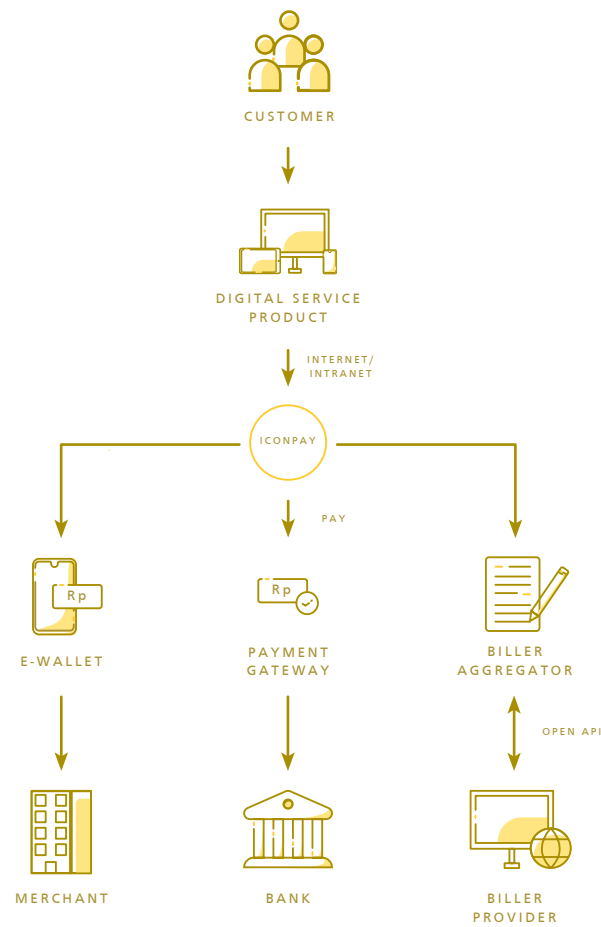 CUSTOMER
DIGITAL SERVICE
PRODUCT
INTERNET/
INTRANET
ICONPAY
PAY
Rp
Rp
E-WALLET
PAYMENT
GATEWAY
BILLER
AGGREGATOR
OPEN API
MERCHANT
BANK
BILLER
PROVIDER